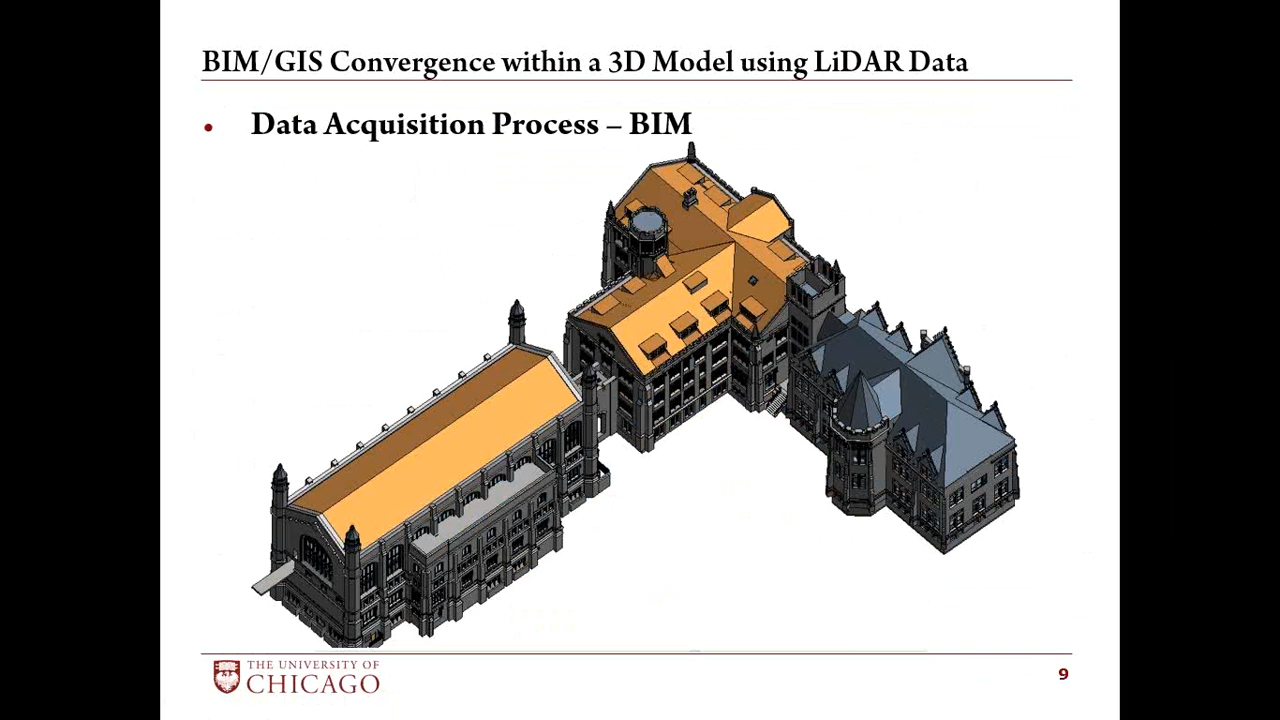 BIM/GIS Convergence within a 3D Model using LiDAR Data
• Data Acquisition Process – BIM
THE UNIVERSITY OF
CHICAGO
9